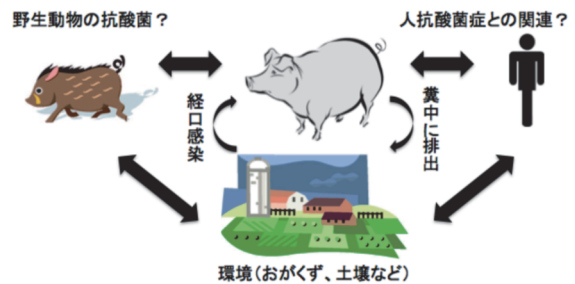 野生動物の抗酸菌？
人抗酸菌症との関連？
経口感染
糞中に排出
環境（おがくず、土壌など）